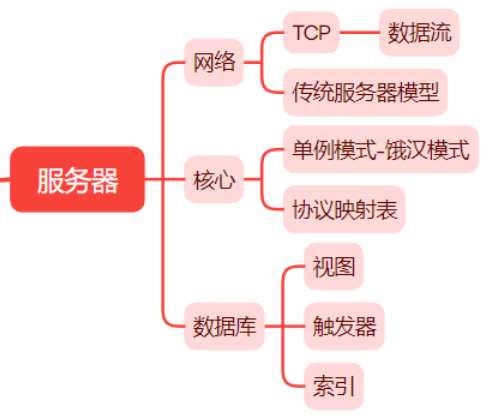 服务器
网络
TCP
数据流
传统服务器模型
核心
单例模式-饿汉模式
协议映射表
数据库
视图
触发器
索引